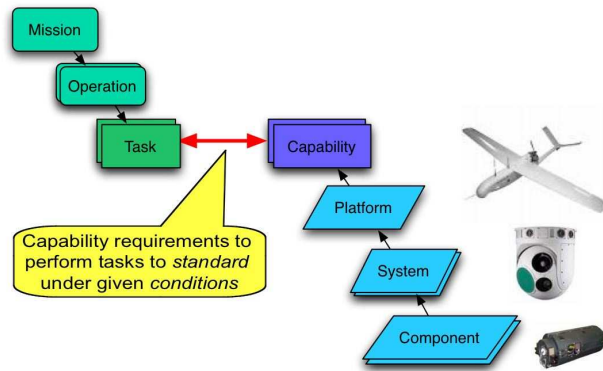 Mission
Operation
Task
Capability
Platform
Capability requirements to
perform tasks to standard
under given conditions
System
Component